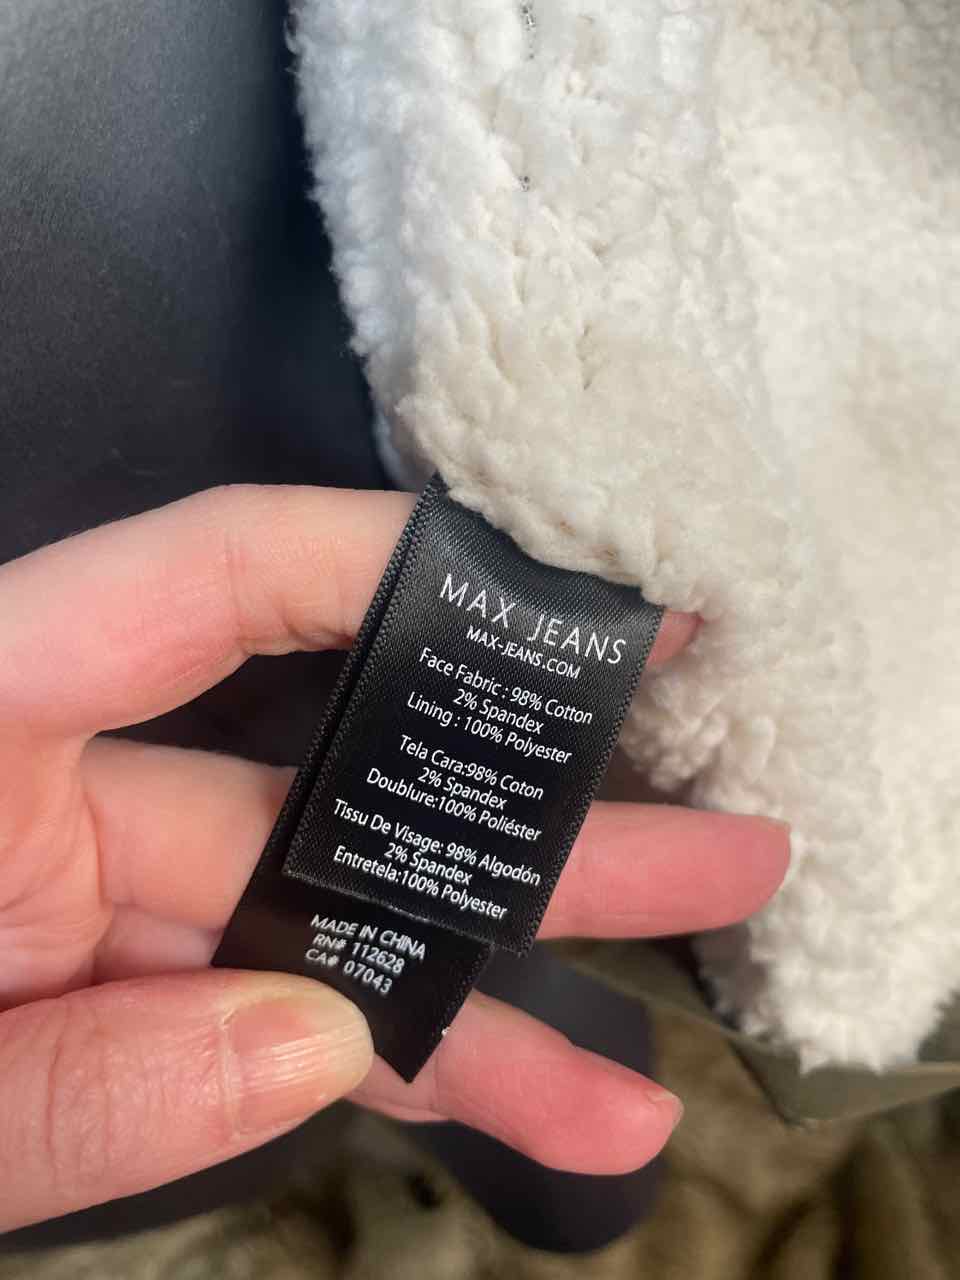 MAX JEANS
MAX-JEANS.COM
Face Fabric : 98% Cotton
2% Spandex
Lining : 100% Polyester
Tela Cara:98% Coton
2% Spandex
Doublure:100% Poliéster
Tissu De Visage: 98% Algodón
2% Spandex
Entretela:100% Polyester
MADE IN CHINA
RN# 112628
CA# 07043